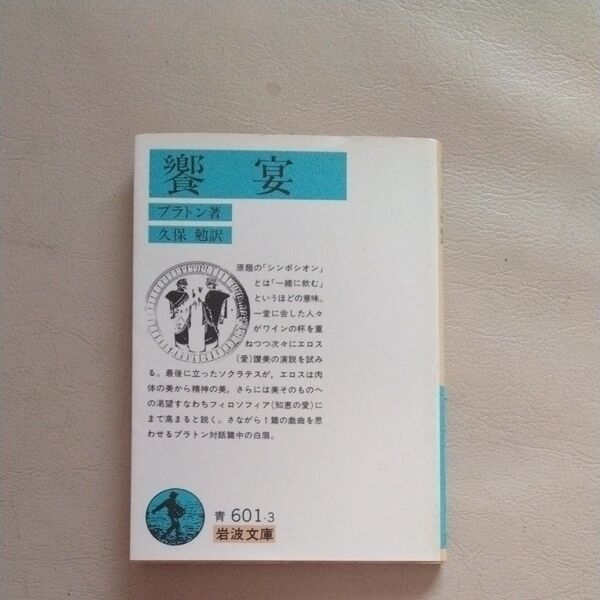 饗宴
プラトン著
久保 勉訳
原題の「シンポシオン」
とは「一緒に飲む」
というほどの意味。
一堂に会した人々
がワインの杯を重
ねつつ次々にエロス
(愛)讃美の演説を試み
る。最後に立ったソクラテスが，エロスは肉
体の美から精神の美，さらには美そのものへ
の渇望すなわちフィロソフィア(知恵の愛)に
まで高まると説く。さながら1篇の戯曲を思
わせるプラトン対話篇中の白眉。
青 601-3
岩波文庫